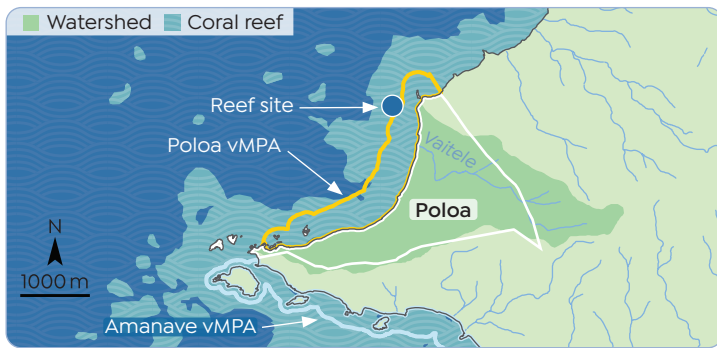 Watershed Coral reef
Reef site
Vaitele
Poloa vMPA
Poloa
N
1000 m
Amanave vMPA